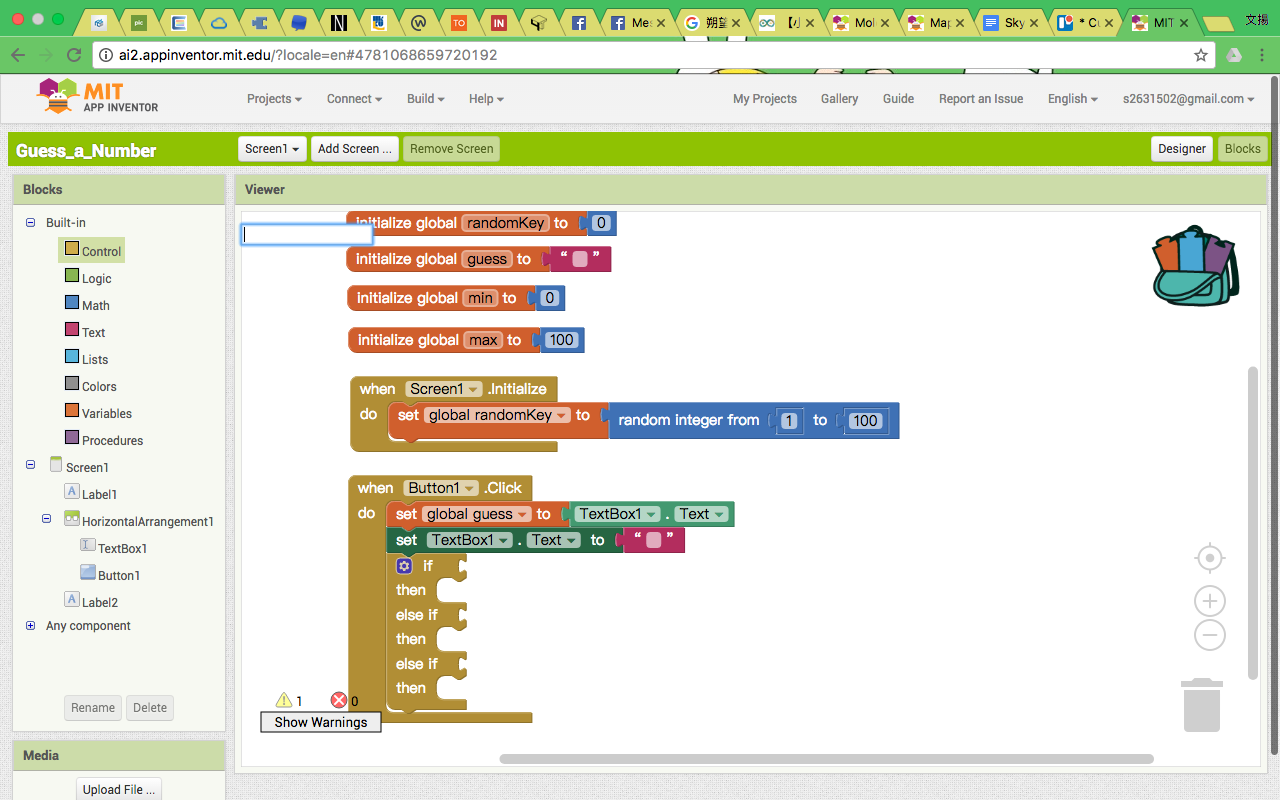 plc
N
W
TO
IN
f
f Me:
G 朔望
Mol
Map
Sky
* C
MIT
文揚
ai2.appinventor.mit.edu/?locale=en#4781068659720192
MIT
APP INVENTOR
Projects
Connect
Build
Help
My Projects
Gallery
Guide
Report an Issue
English
s2631502@gmail.com
Guess_a_Number
Screen1
Add Screen ...
Remove Screen
Designer
Blocks
Blocks
Built-in
Control
Logic
Math
Text
Lists
Colors
Variables
Procedures
Screen1
A Label1
HorizontalArrangement1
TextBox1
Button1
A Label2
Any component
Rename
Delete
Media
Upload File ...
Viewer
initialize global randomKey to 0
initialize global guess to “ ”
initialize global min to 0
initialize global max to 100
when Screen1 .Initialize
do set global randomKey to random integer from 1 to 100
when Button1 .Click
do set global guess to TextBox1 . Text
set TextBox1 . Text to “ ”
if
then
else if
then
else if
then
1 0
Show Warnings